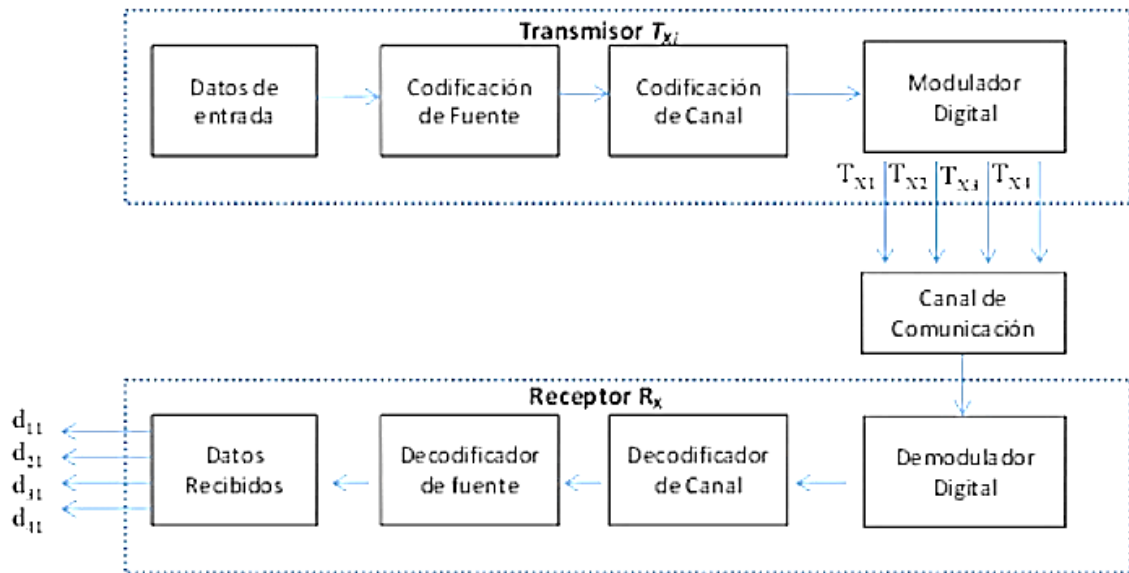 Transmisor T_Xi
Datos de
entrada
Codificación
de Fuente
Codificación
de Canal
Modulador
Digital
T_X1 T_X2 T_X3 T_X4
Canal de
Comunicación
Receptor R_X
d_11
d_21
d_31
d_41
Datos
Recibidos
Decodificador
de fuente
Decodificador
de Canal
Demodulador
Digital